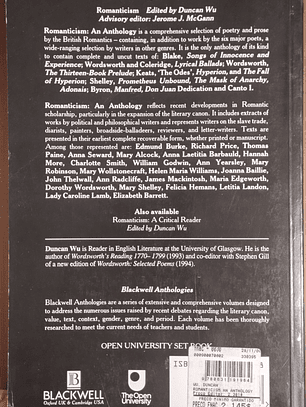 Romanticism Edited by Duncan Wu
Advisory editor: Jerome J. McGann
Romanticism: An Anthology is a comprehensive selection of poetry and prose
by the British Romantics – containing, in addition to work by the six major poets, a
wide-ranging selection by writers in other genres. It is the only anthology of its kind
to contain complete and uncut texts of: Blake, Songs of Innocence and
Experience; Wordsworth and Coleridge, Lyrical Ballads; Wordsworth,
The Thirteen-Book Prelude; Keats, 'The Odes', Hyperion, and The Fall
of Hyperion; Shelley, Prometheus Unbound, The Mask of Anarchy,
Adonais; Byron, Manfred, Don Juan Dedication and Canto I.
Romanticism: An Anthology reflects recent developments in Romantic
scholarship, particularly in the expansion of the literary canon. It includes extracts of
works by political and philosophical writers and represents writers on the slave trade,
diarists, painters, broadside-balladeers, reviewers, and letter-writers. Texts are
presented in their earliest complete recoverable form, whether printed or manuscript.
Among those represented are: Edmund Burke, Richard Price, Thomas
Paine, Anna Seward, Mary Alcock, Anna Laetitia Barbauld, Hannah
More, Charlotte Smith, William Godwin, Ann Yearsley, Mary
Robinson, Mary Wollstonecraft, Helen Maria Williams, Joanna Baillie,
John Thelwall, Ann Radcliffe, James Mackintosh, Maria Edgeworth,
Dorothy Wordsworth, Mary Shelley, Felicia Hemans, Letitia Landon,
Lady Caroline Lamb, Elizabeth Barrett.
Also available
Romanticism: A Critical Reader
Edited by Duncan Wu
Duncan Wu is Reader in English Literature at the University of Glasgow. He is the
author of Wordsworth's Reading 1770 – 1799 (1993) and co-editor with Stephen Gill
of a new edition of Wordsworth: Selected Poems (1994).
Blackwell Anthologies
Blackwell Anthologies are a series of extensive and comprehensive volumes designed
to address the numerous issues raised by recent debates regarding the literary canon,
value, text, context, gender, genre, and period. Each volume has been thoroughly
researched to meet the current needs of teachers and students.
OPEN UNIVERSITY SET BOOK
ISB
BLACKWELL
Oxford UK & Cambridge USA
The Open
University
WU, DUNCAN